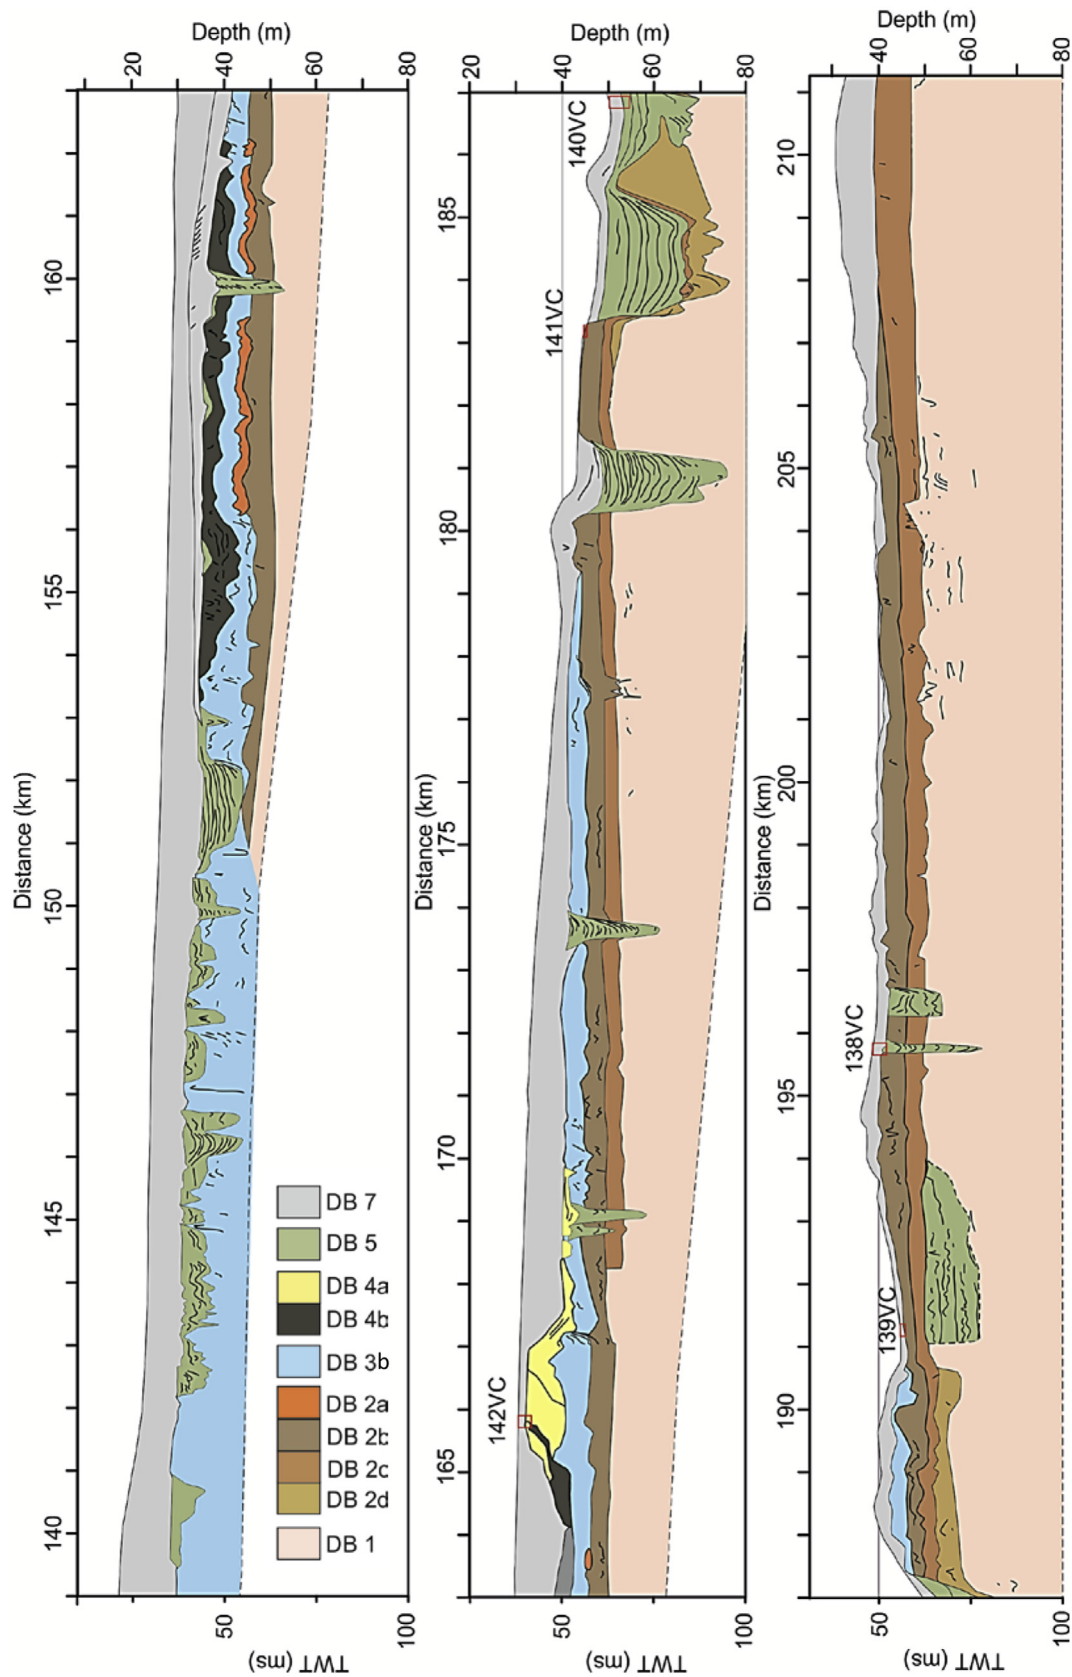 Depth (m)
20
40
60
80
160
155
150
145
140
Distance (km)
50
100
TWT (ms)
DB 7
DB 5
DB 4a
DB 4b
DB 3b
DB 2a
DB 2b
DB 2c
DB 2d
DB 1
Depth (m)
20
40
60
80
140VC
185
141VC
180
175
Distance (km)
170
142VC
165
50
100
TWT (ms)
Depth (m)
40
60
80
210
205
200
Distance (km)
138VC
195
139VC
190
50
100
TWT (ms)